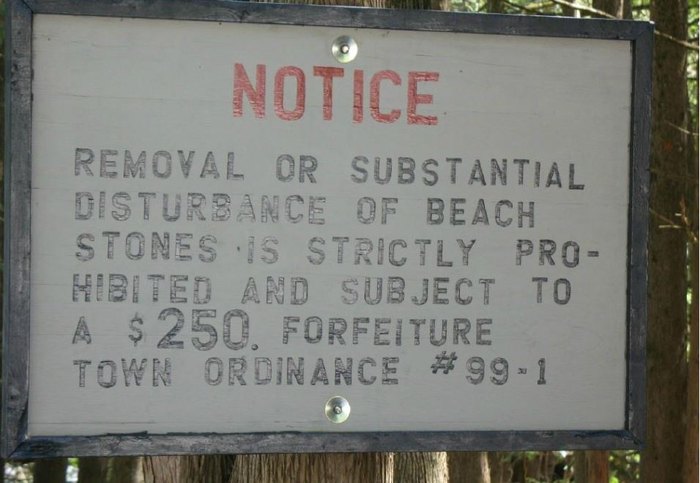 NOTICE
REMOVAL OR SUBSTANTIAL
DISTURBANCE OF BEACH
STONES IS STRICTLY PRO-
HIBITED AND SUBJECT TO
A $250. FORFEITURE
TOWN ORDINANCE #99-1